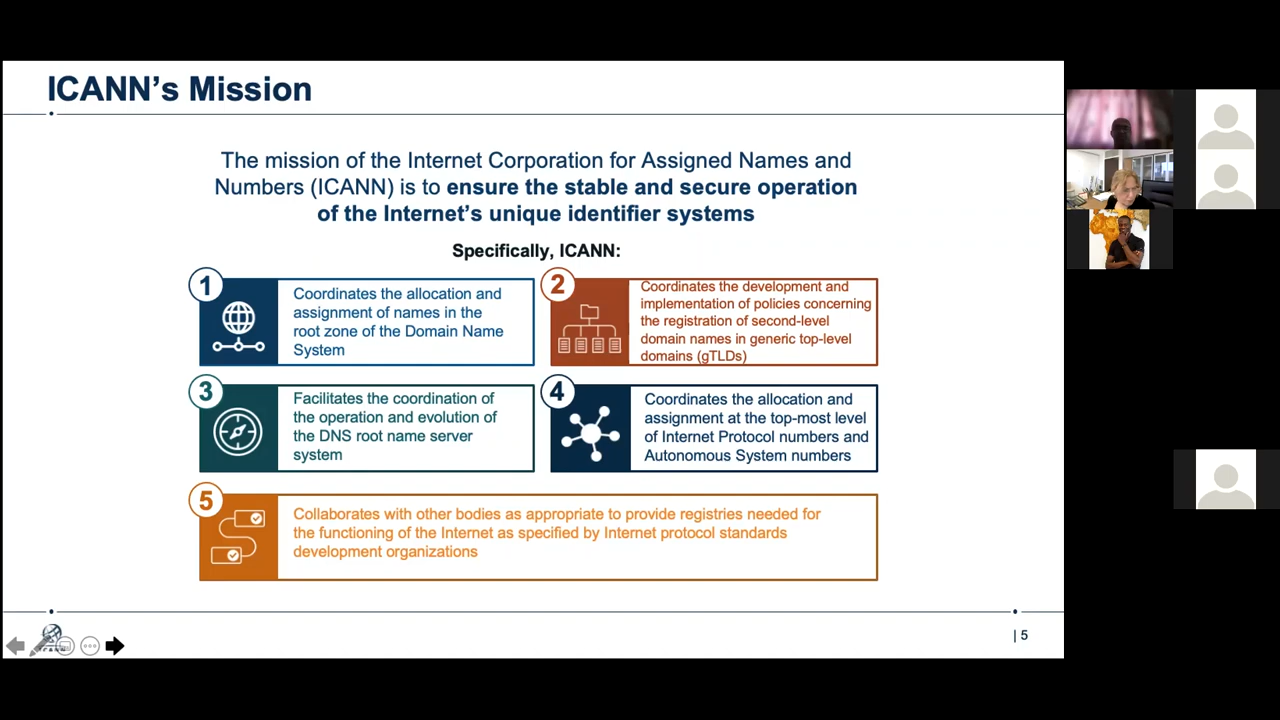 ICANN's Mission
The mission of the Internet Corporation for Assigned Names and
Numbers (ICANN) is to ensure the stable and secure operation
of the Internet's unique identifier systems
Specifically, ICANN:
1
Coordinates the allocation and
assignment of names in the
root zone of the Domain Name
System
2
Coordinates the development and
implementation of policies concerning
the registration of second-level
domain names in generic top-level
domains (gTLDs)
3
Facilitates the coordination of
the operation and evolution of
the DNS root name server
system
4
Coordinates the allocation and
assignment at the top-most level
of Internet Protocol numbers and
Autonomous System numbers
5
Collaborates with other bodies as appropriate to provide registries needed for
the functioning of the Internet as specified by Internet protocol standards
development organizations
| 5